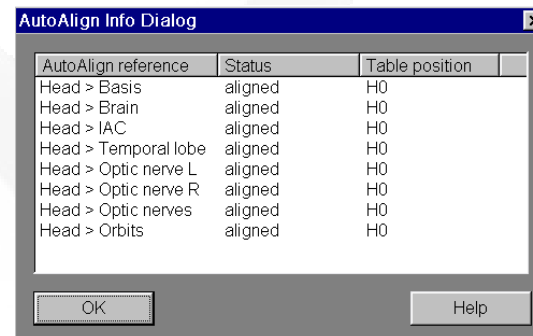 AutoAlign Info Dialog
AutoAlign reference Status Table position
Head > Basis aligned H0
Head > Brain aligned H0
Head > IAC aligned H0
Head > Temporal lobe aligned H0
Head > Optic nerve L aligned H0
Head > Optic nerve R aligned H0
Head > Optic nerves aligned H0
Head > Orbits aligned H0
OK Help